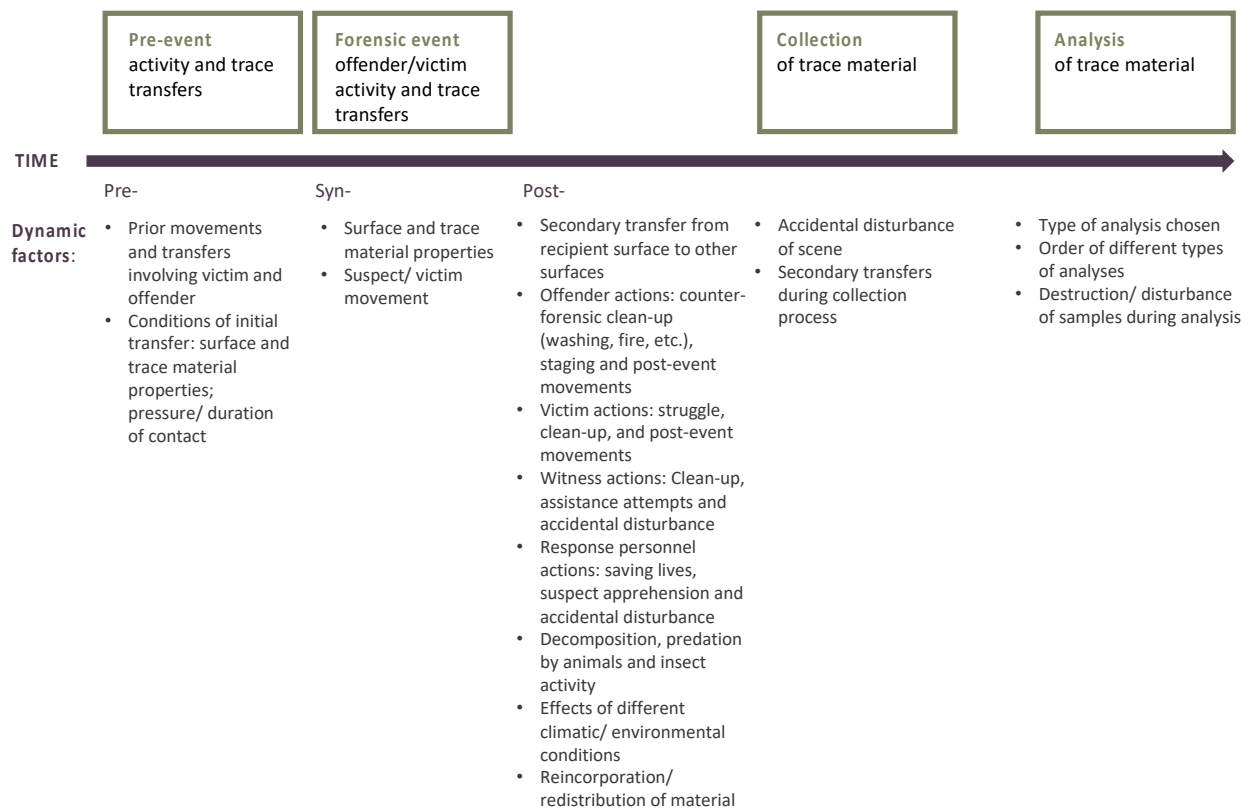 Pre-event
activity and trace
transfers
Forensic event
offender/victim
activity and trace
transfers
Collection
of trace material
Analysis
of trace material
TIME
Pre-
Syn-
Post-
Dynamic
factors:
• Prior movements
and transfers
involving victim and
offender
• Conditions of initial
transfer: surface and
trace material
properties;
pressure/ duration
of contact
• Surface and trace
material properties
• Suspect/ victim
movement
• Secondary transfer from
recipient surface to other
surfaces
• Offender actions: counter-
forensic clean-up
(washing, fire, etc.),
staging and post-event
movements
• Victim actions: struggle,
clean-up, and post-event
movements
• Witness actions: Clean-up,
assistance attempts and
accidental disturbance
• Response personnel
actions: saving lives,
suspect apprehension and
accidental disturbance
• Decomposition, predation
by animals and insect
activity
• Effects of different
climatic/ environmental
conditions
• Reincorporation/
redistribution of material
• Accidental disturbance
of scene
• Secondary transfers
during collection
process
• Type of analysis chosen
• Order of different types
of analyses
• Destruction/ disturbance
of samples during analysis